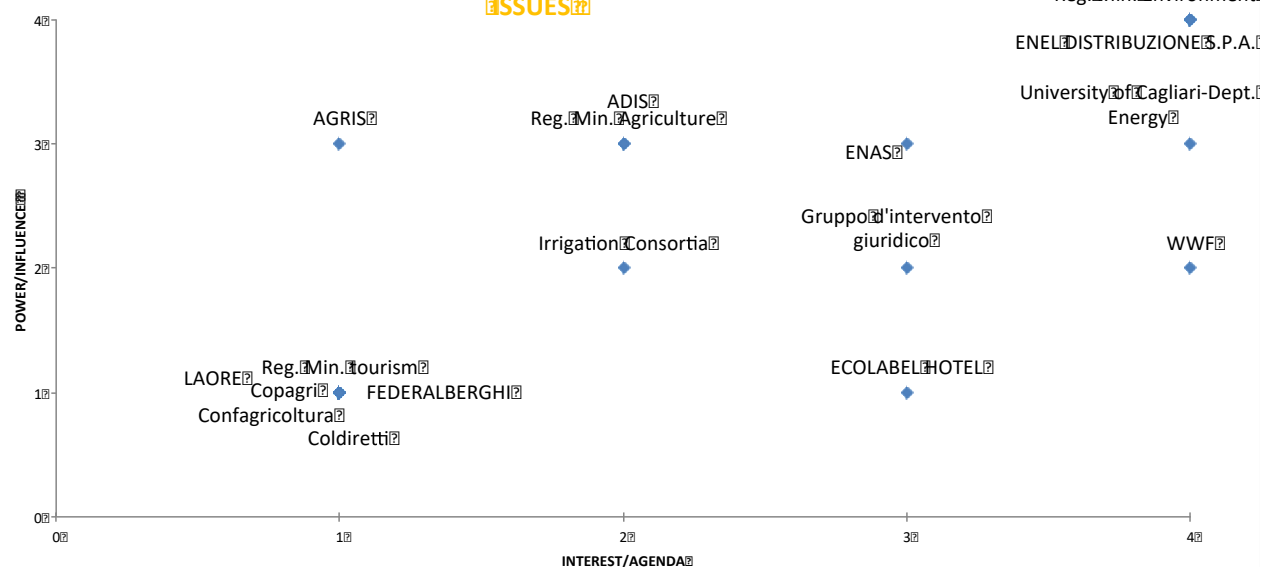 ISSUES
4
ENEL DISTRIBUZIONE S.P.A.
University of Cagliari-Dept.
Energy
ADIS
Reg. Min. Agriculture
AGRIS
3
ENAS
Gruppo d'intervento
giuridico
Irrigation Consortia
WWF
2
POWER/INFLUENCE
Reg. Min. tourism
LAORE
Copagri
FEDERALBERGHI
Confagricoltura
Coldiretti
ECOLABEL HOTEL
1
0
0
1
2
3
4
INTEREST/AGENDA